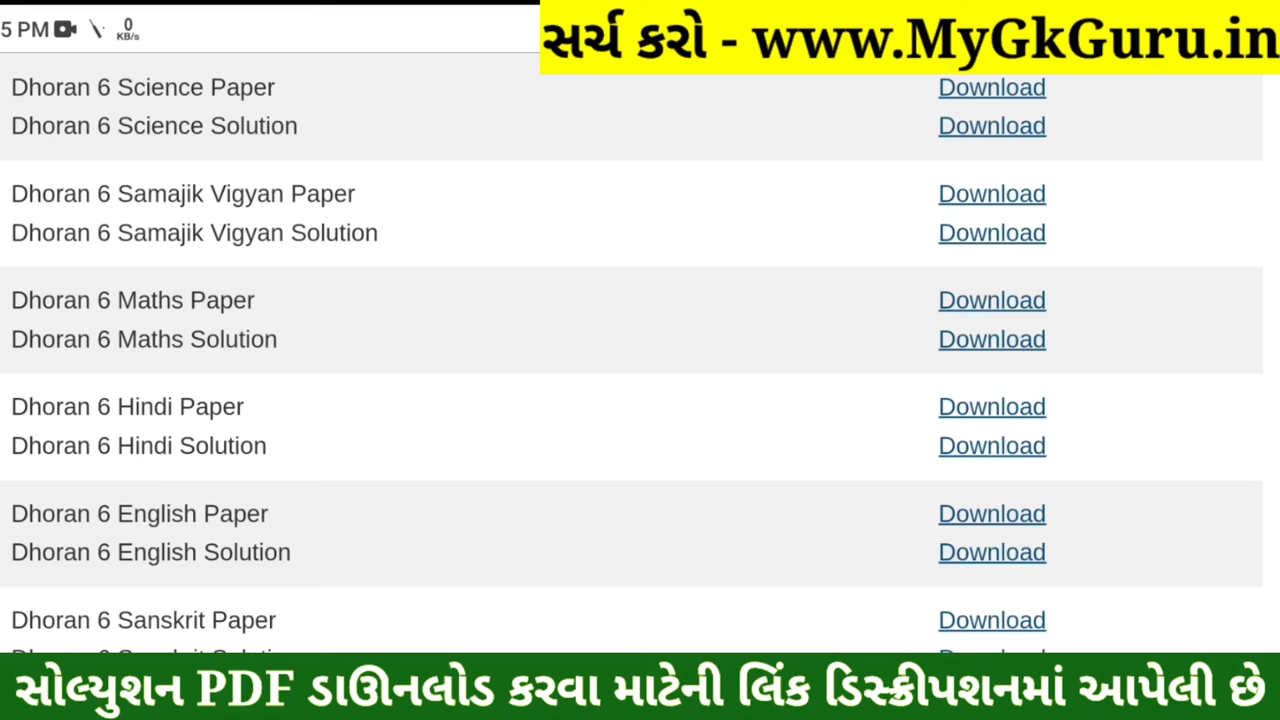 5 PM 0 KB/s
સર્ચ કરો - www.MyGkGuru.in
Dhoran 6 Science Paper Download
Dhoran 6 Science Solution Download
Dhoran 6 Samajik Vigyan Paper Download
Dhoran 6 Samajik Vigyan Solution Download
Dhoran 6 Maths Paper Download
Dhoran 6 Maths Solution Download
Dhoran 6 Hindi Paper Download
Dhoran 6 Hindi Solution Download
Dhoran 6 English Paper Download
Dhoran 6 English Solution Download
Dhoran 6 Sanskrit Paper Download
સોલ્યુશન PDF ડાઊનલોડ કરવા માટેની લિંક ડિસ્ક્રીપશનમાં આપેલી છે